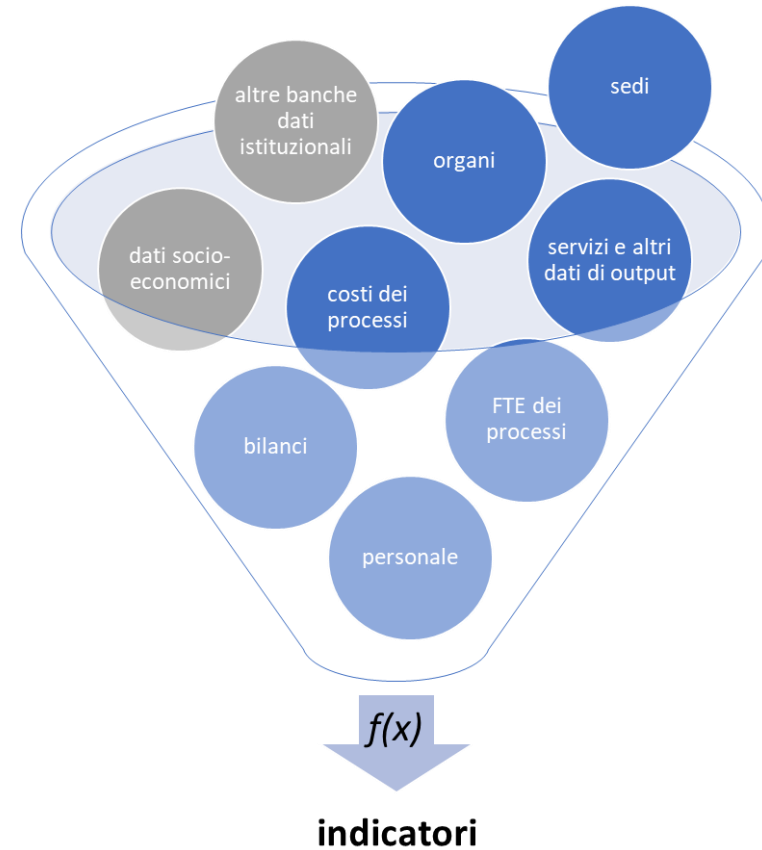 sedi
altre banche
dati
istituzionali
organi
servizi e altri
dati di output
dati socio-
economici
costi dei
processi
FTE dei
processi
bilanci
personale
f(x)
indicatori